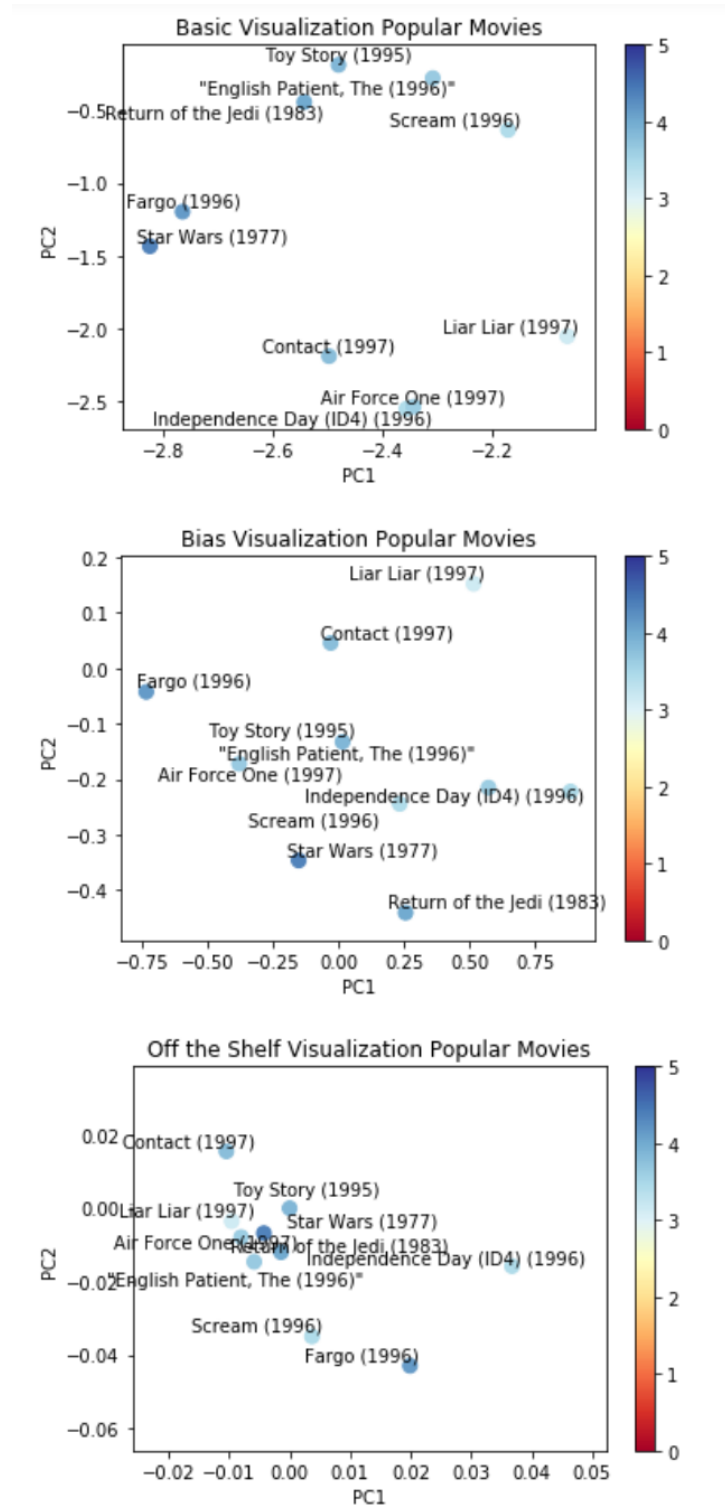 Basic Visualization Popular Movies
Toy Story (1995)
"English Patient, The (1996)"
Return of the Jedi (1983)
Scream (1996)
Fargo (1996)
Star Wars (1977)
Liar Liar (1997)
Contact (1997)
Air Force One (1997)
Independence Day (ID4) (1996)
−0.5
−1.0
−1.5
−2.0
−2.5
PC2
−2.8 −2.6 −2.4 −2.2
PC1
5
4
3
2
1
0
Bias Visualization Popular Movies
Liar Liar (1997)
Contact (1997)
Fargo (1996)
Toy Story (1995)
"English Patient, The (1996)"
Air Force One (1997)
Independence Day (ID4) (1996)
Scream (1996)
Star Wars (1977)
Return of the Jedi (1983)
0.2
0.1
0.0
−0.1
−0.2
−0.3
−0.4
PC2
−0.75 −0.50 −0.25 0.00 0.25 0.50 0.75
PC1
5
4
3
2
1
0
Off the Shelf Visualization Popular Movies
Contact (1997)
Toy Story (1995)
Liar Liar (1997)
Star Wars (1977)
Air Force One (1997)
Return of the Jedi (1983)
Independence Day (ID4) (1996)
"English Patient, The (1996)"
Scream (1996)
Fargo (1996)
0.02
0.00
−0.02
−0.04
−0.06
PC2
−0.02 −0.01 0.00 0.01 0.02 0.03 0.04 0.05
PC1
5
4
3
2
1
0